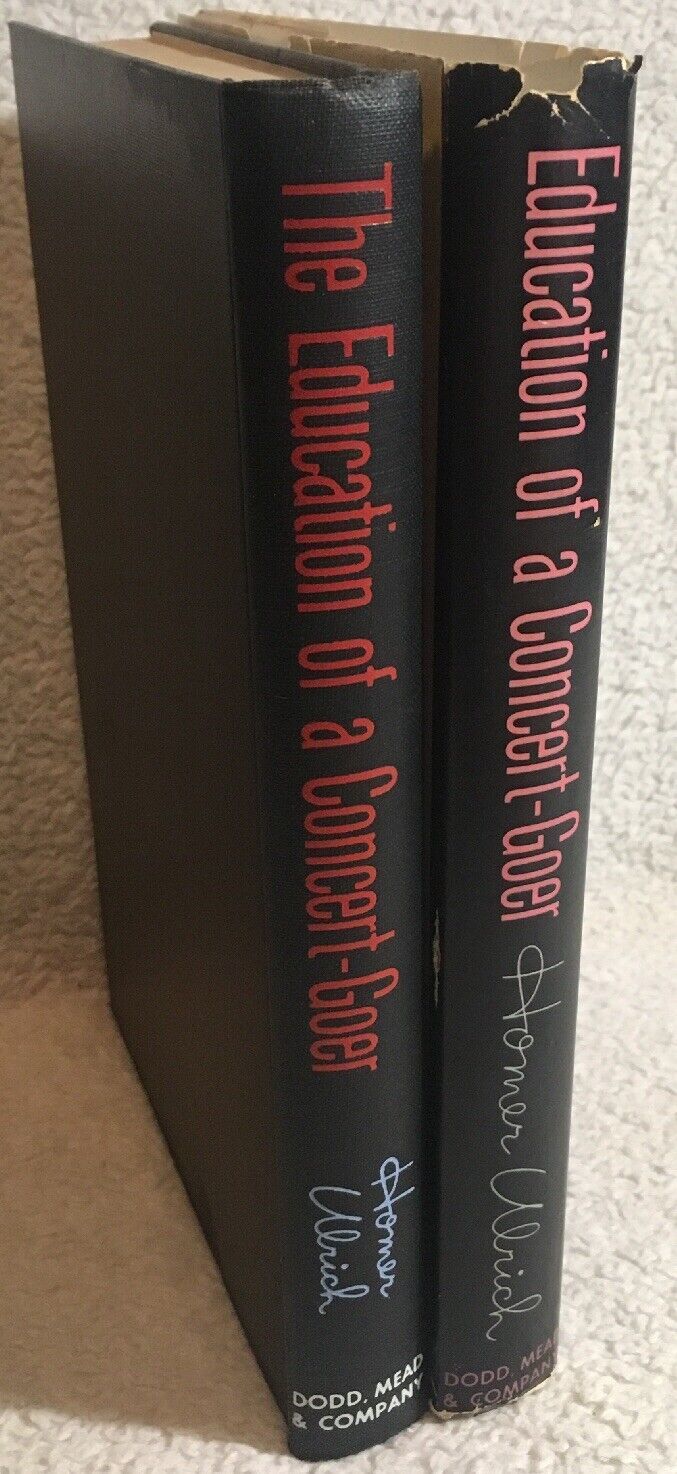 The Education of a Concert-Goer
Homer
Ulrich
DODD, MEAD
& COMPANY
Education of a Concert-Goer
Homer Ulrich
DODD, MEAD
& COMPANY